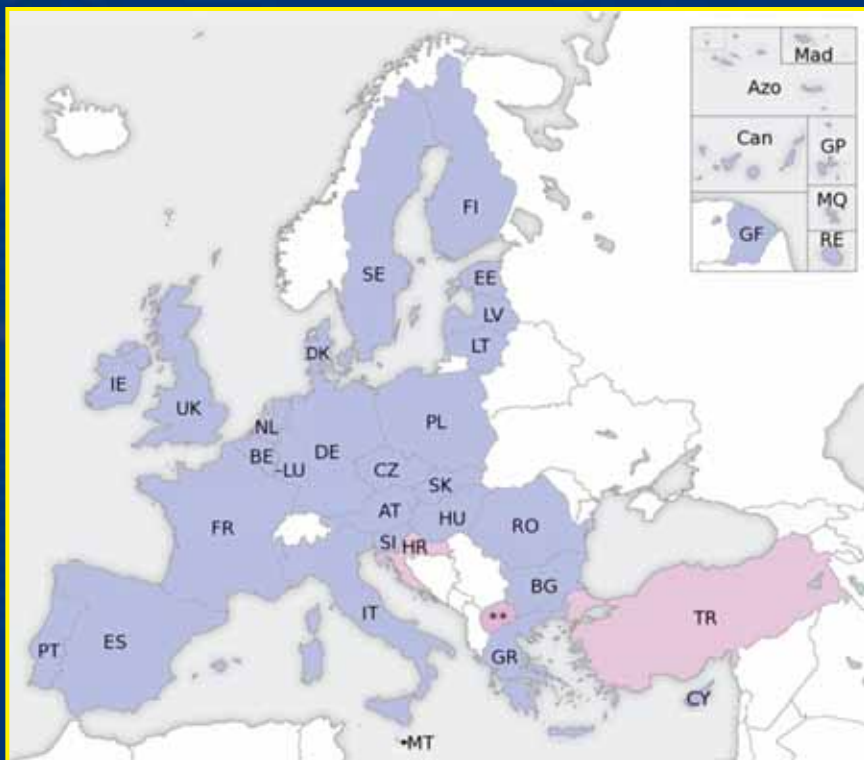 Mad
Azo
Can
GP
MQ
GF
RE
FI
SE
EE
LV
LT
DK
IE
UK
NL
PL
BE
DE
-LU
CZ
SK
AT
HU
FR
RO
SI
HR
BG
IT
**
TR
PT
ES
GR
CY
•MT